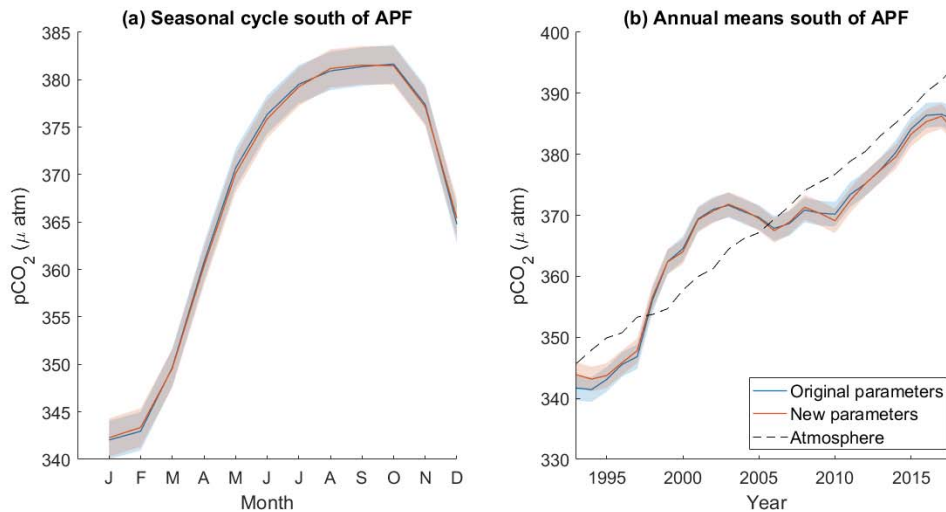 (a) Seasonal cycle south of APF
385
380
375
370
365
360
355
350
345
340
pCO2 (μ atm)
J F M A M J J A S O N D
Month
(b) Annual means south of APF
400
390
380
370
360
350
340
330
pCO2 (μ atm)
Original parameters
New parameters
Atmosphere
1995 2000 2005 2010 2015
Year